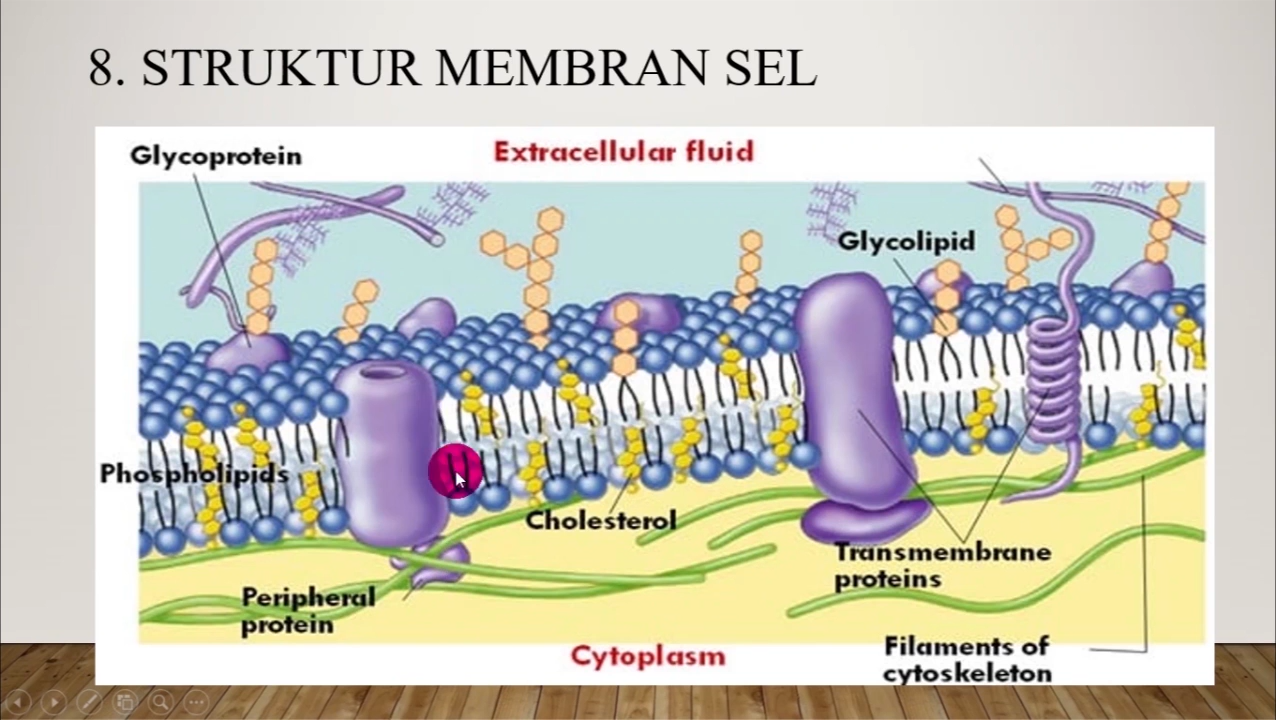 8. STRUKTUR MEMBRAN SEL
Glycoprotein
Extracellular fluid
Glycolipid
Phospholipids
Cholesterol
Transmembrane
proteins
Peripheral
protein
Filaments of
cytoskeleton
Cytoplasm